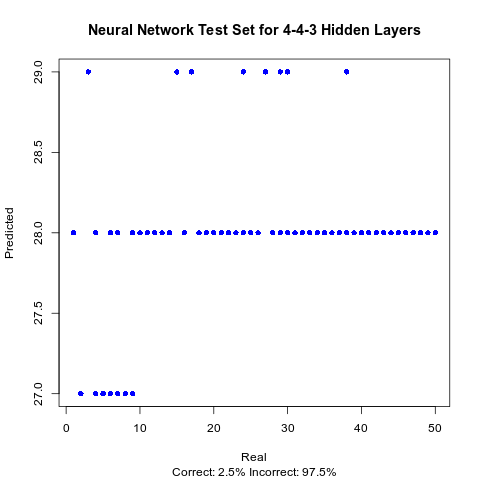 Neural Network Test Set for 4-4-3 Hidden Layers
29.0
28.5
28.0
27.5
27.0
Predicted
0 10 20 30 40 50
Real
Correct: 2.5% Incorrect: 97.5%